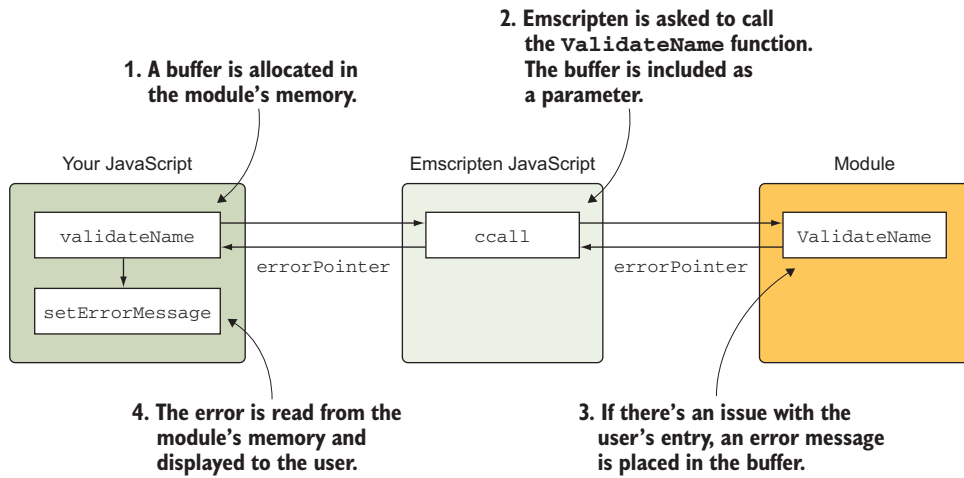 2. Emscripten is asked to call
the ValidateName function.
The buffer is included as
a parameter.
1. A buffer is allocated in
the module's memory.
Your JavaScript
Emscripten JavaScript
Module
validateName
ccall
ValidateName
errorPointer
errorPointer
setErrorMessage
4. The error is read from the
module's memory and
displayed to the user.
3. If there's an issue with the
user's entry, an error message
is placed in the buffer.